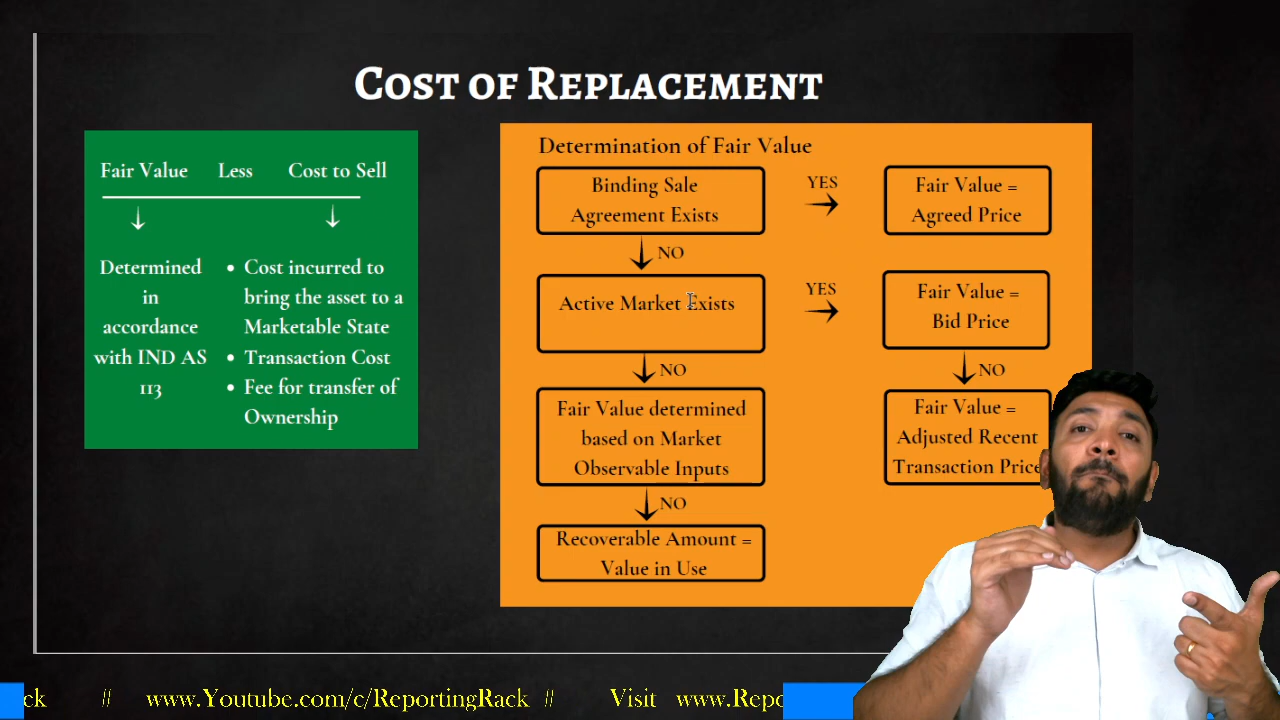 COST OF REPLACEMENT
Fair Value Less Cost to Sell
Determined
in
accordance
with IND AS
113
• Cost incurred to
bring the asset to a
Marketable State
• Transaction Cost
• Fee for transfer of
Ownership
Determination of Fair Value
Binding Sale
Agreement Exists
YES
Fair Value =
Agreed Price
NO
Active Market Exists
YES
Fair Value =
Bid Price
NO
NO
Fair Value determined
based on Market
Observable Inputs
Fair Value =
Adjusted Recent
Transaction Price
NO
Recoverable Amount =
Value in Use
ck // www.Youtube.com/c/ReportingRack // Visit www.Repo